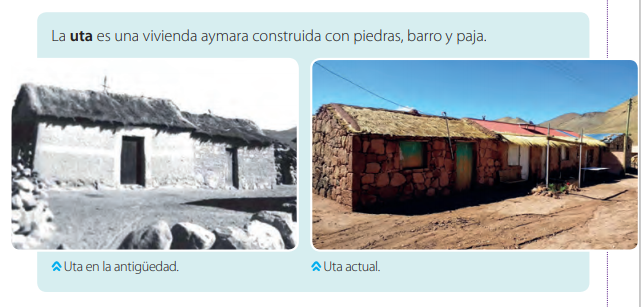 La uta es una vivienda aymara construida con piedras, barro y paja.
Uta en la antigüedad.
Uta actual.